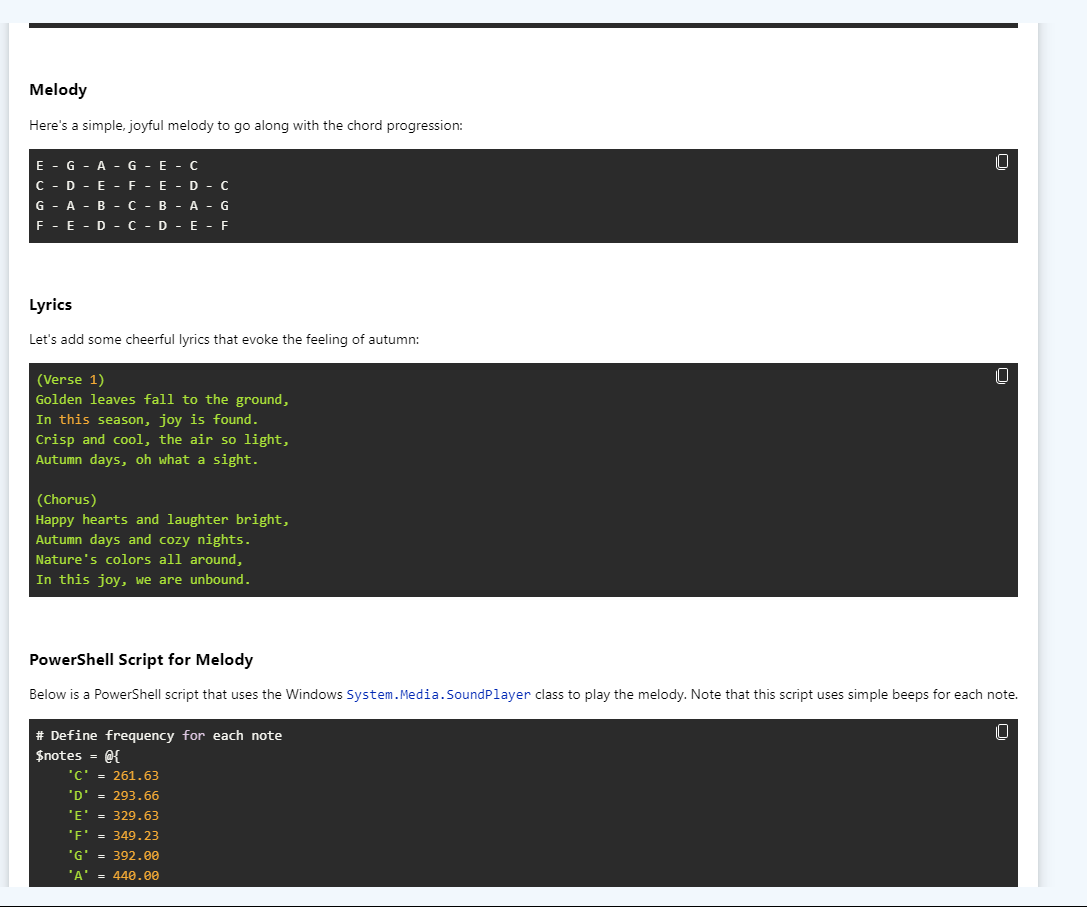 Melody
Here's a simple, joyful melody to go along with the chord progression:
E - G - A - G - E - C
C - D - E - F - E - D - C
G - A - B - C - B - A - G
F - E - D - C - D - E - F
Lyrics
Let's add some cheerful lyrics that evoke the feeling of autumn:
(Verse 1)
Golden leaves fall to the ground,
In this season, joy is found.
Crisp and cool, the air so light,
Autumn days, oh what a sight.
(Chorus)
Happy hearts and laughter bright,
Autumn days and cozy nights.
Nature's colors all around,
In this joy, we are unbound.
PowerShell Script for Melody
Below is a PowerShell script that uses the Windows System.Media.SoundPlayer class to play the melody. Note that this script uses simple beeps for each note.
# Define frequency for each note
$notes = @{
    'C' = 261.63
    'D' = 293.66
    'E' = 329.63
    'F' = 349.23
    'G' = 392.00
    'A' = 440.00